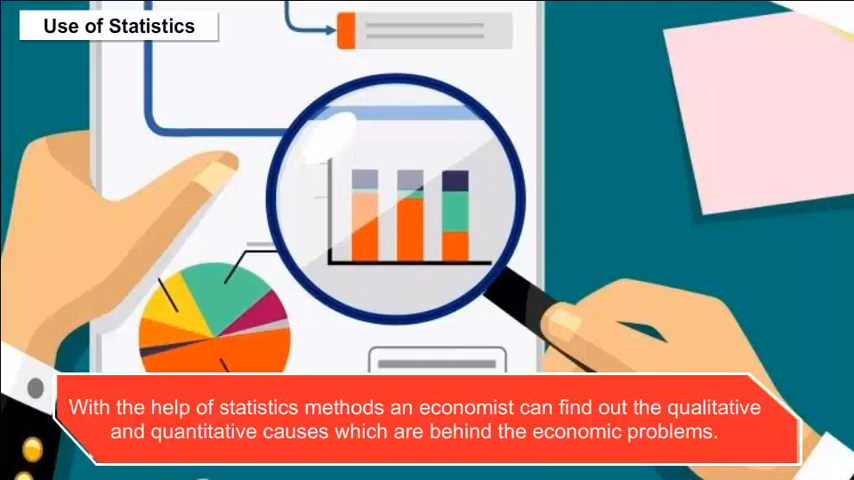 Use of Statistics
With the help of statistics methods an economist can find out the qualitative
and quantitative causes which are behind the economic problems.